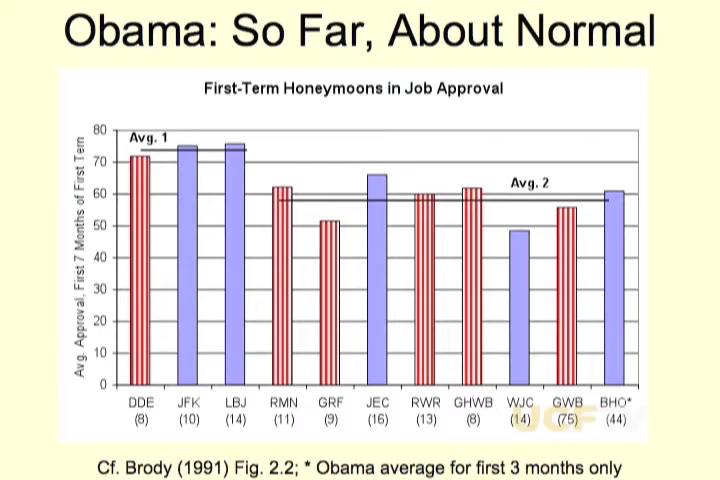 Obama: So Far, About Normal
First-Term Honeymoons in Job Approval
Avg. Approval, First 7 Months of First Term
80
70
60
50
40
30
20
10
0
Avg. 1
Avg. 2
DDE JFK LBJ RMN GRF JEC RWR GHWB WJC GWB BHO*
(8) (10) (14) (11) (9) (16) (13) (8) (14) (75) (44)
UCF
Cf. Brody (1991) Fig. 2.2; * Obama average for first 3 months only